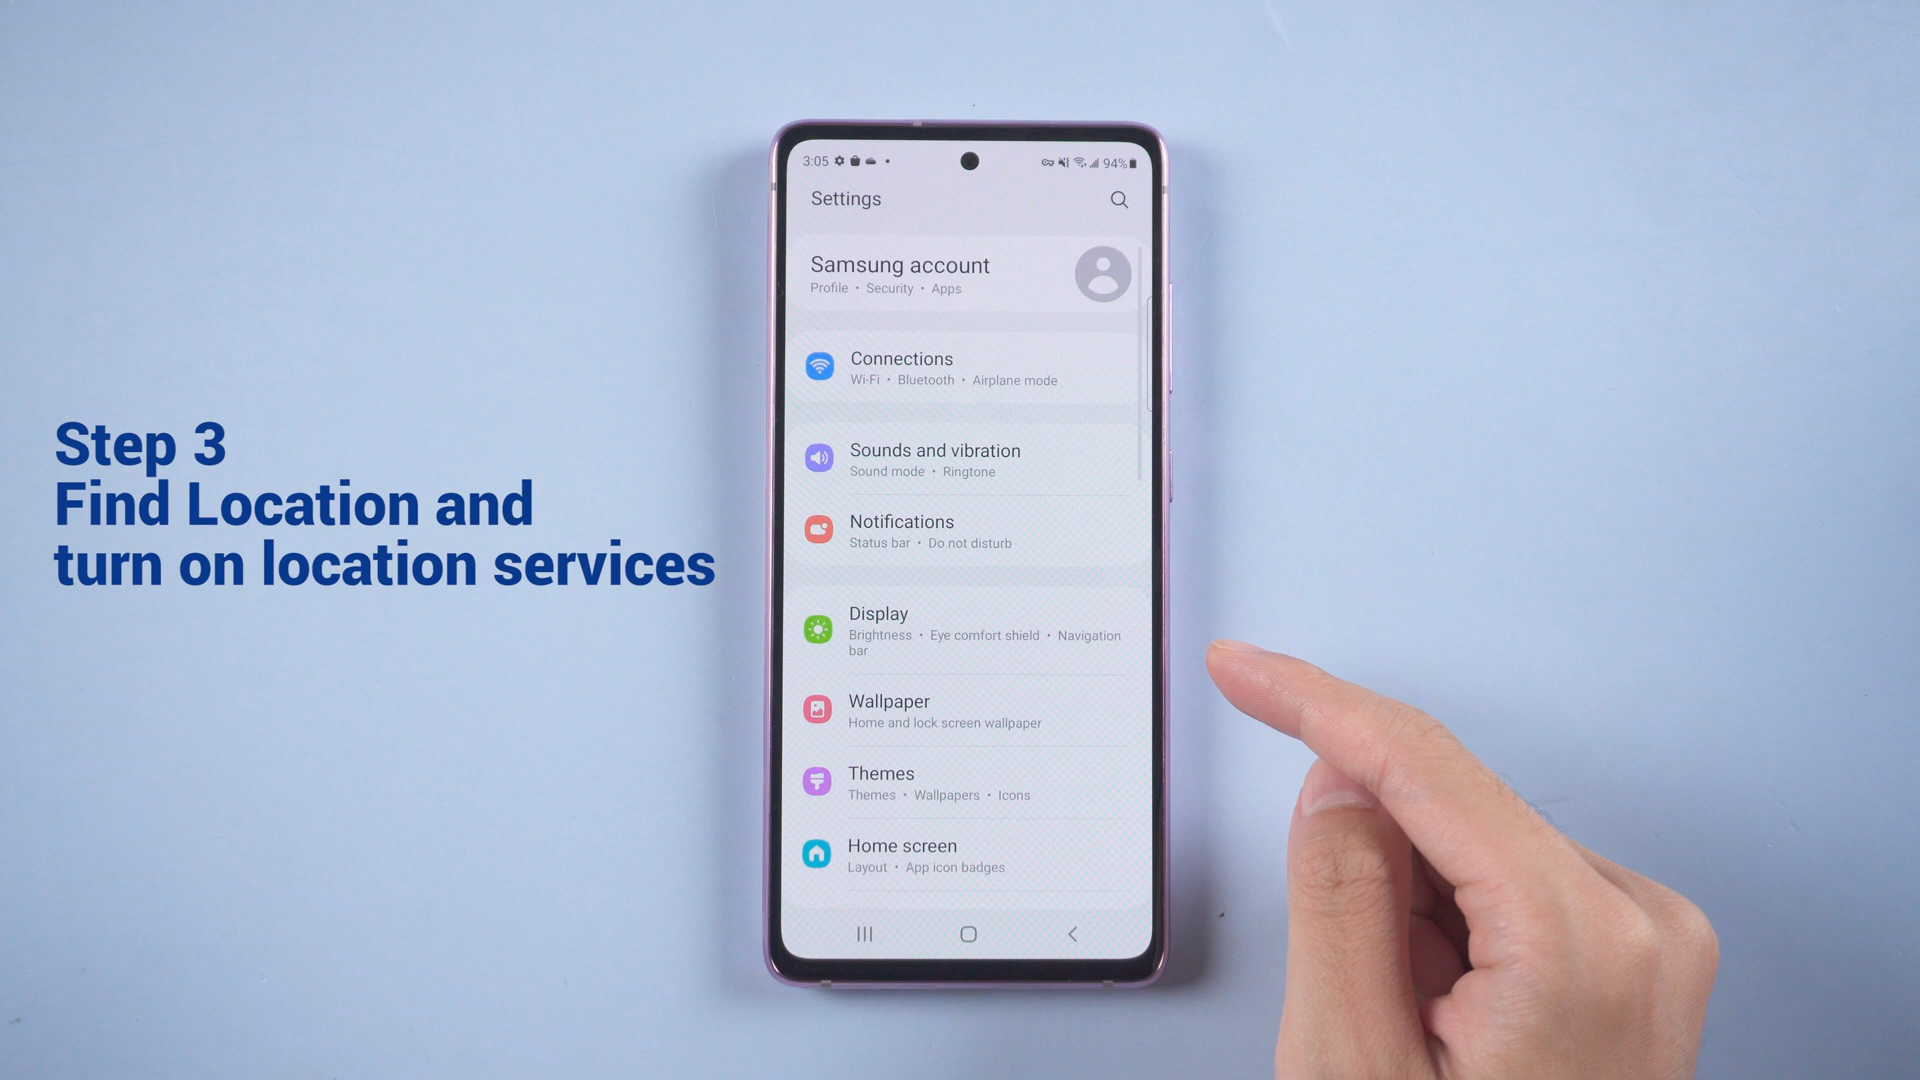 Step 3
Find Location and
turn on location services
3:05
94%
Settings
Samsung account
Profile • Security • Apps
Connections
Wi-Fi • Bluetooth • Airplane mode
Sounds and vibration
Sound mode • Ringtone
Notifications
Status bar • Do not disturb
Display
Brightness • Eye comfort shield • Navigation
bar
Wallpaper
Home and lock screen wallpaper
Themes
Themes • Wallpapers • Icons
Home screen
Layout • App icon badges